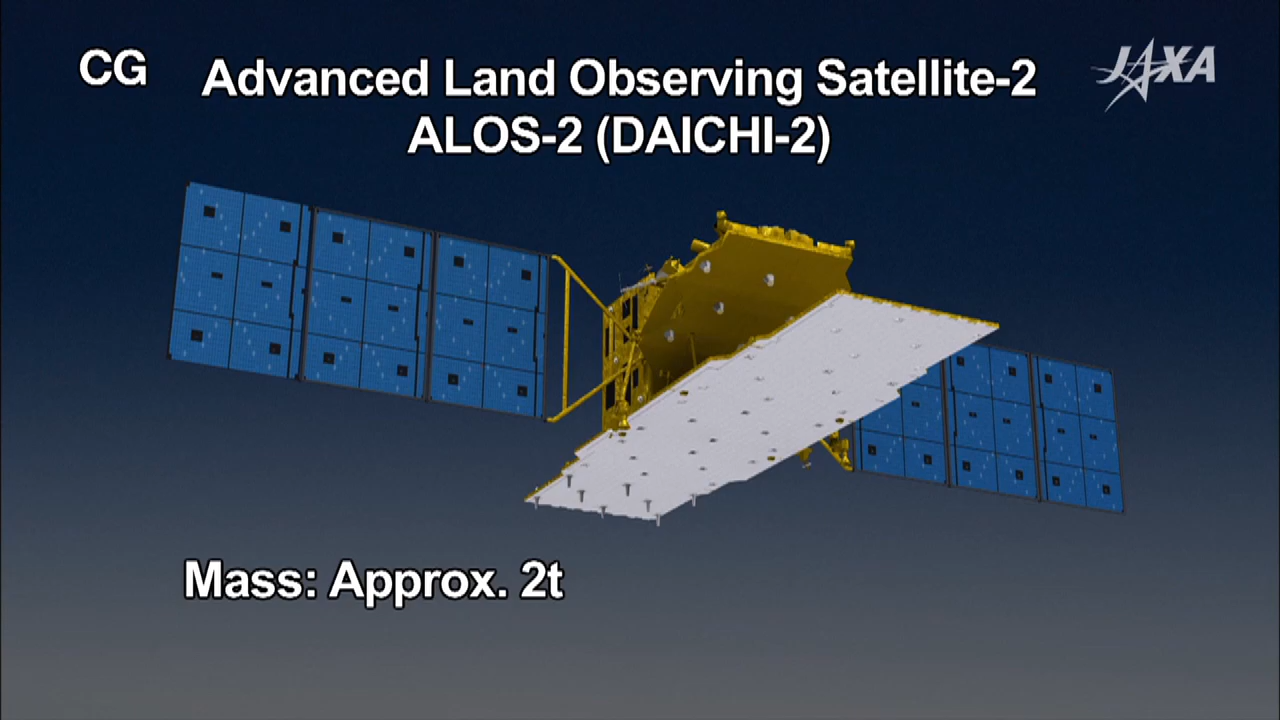 CG
Advanced Land Observing Satellite-2
ALOS-2 (DAICHI-2)
JAXA
Mass: Approx. 2t